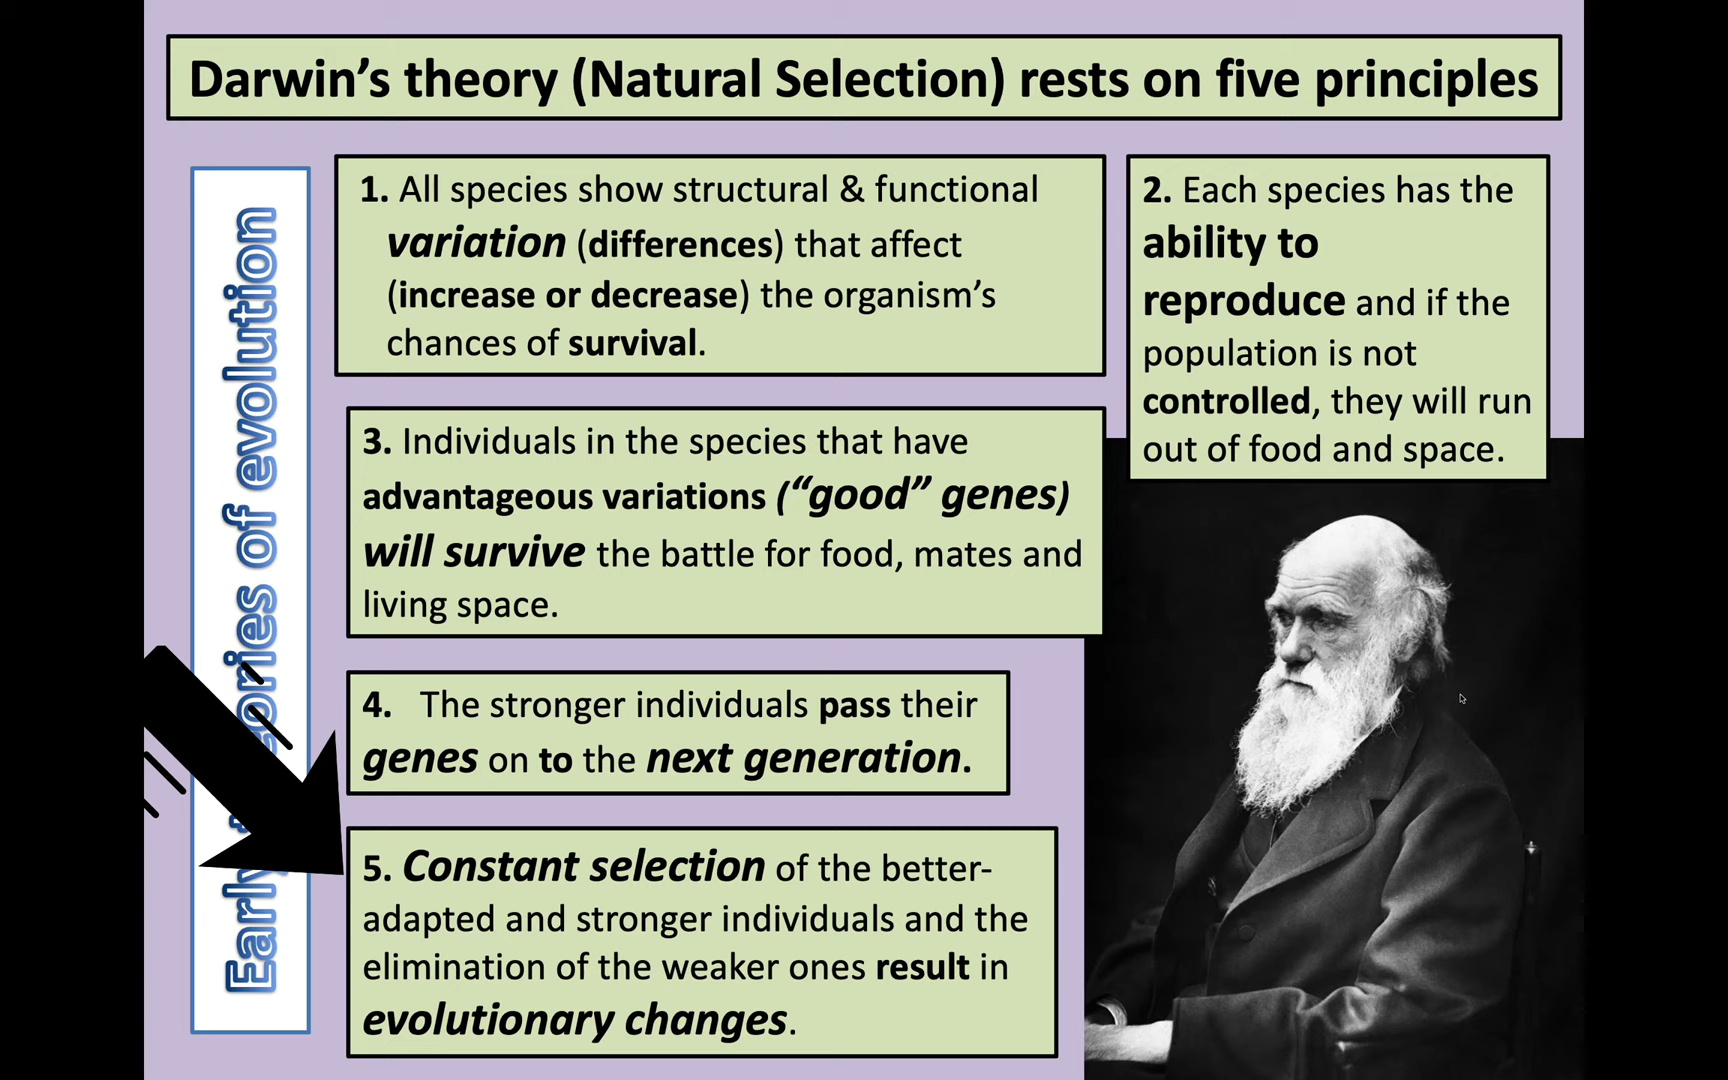 Darwin’s theory (Natural Selection) rests on five principles
Early theories of evolution
1. All species show structural & functional
variation (differences) that affect
(increase or decrease) the organism’s
chances of survival.
2. Each species has the
ability to
reproduce and if the
population is not
controlled, they will run
out of food and space.
3. Individuals in the species that have
advantageous variations (“good” genes)
will survive the battle for food, mates and
living space.
4. The stronger individuals pass their
genes on to the next generation.
5. Constant selection of the better-
adapted and stronger individuals and the
elimination of the weaker ones result in
evolutionary changes.